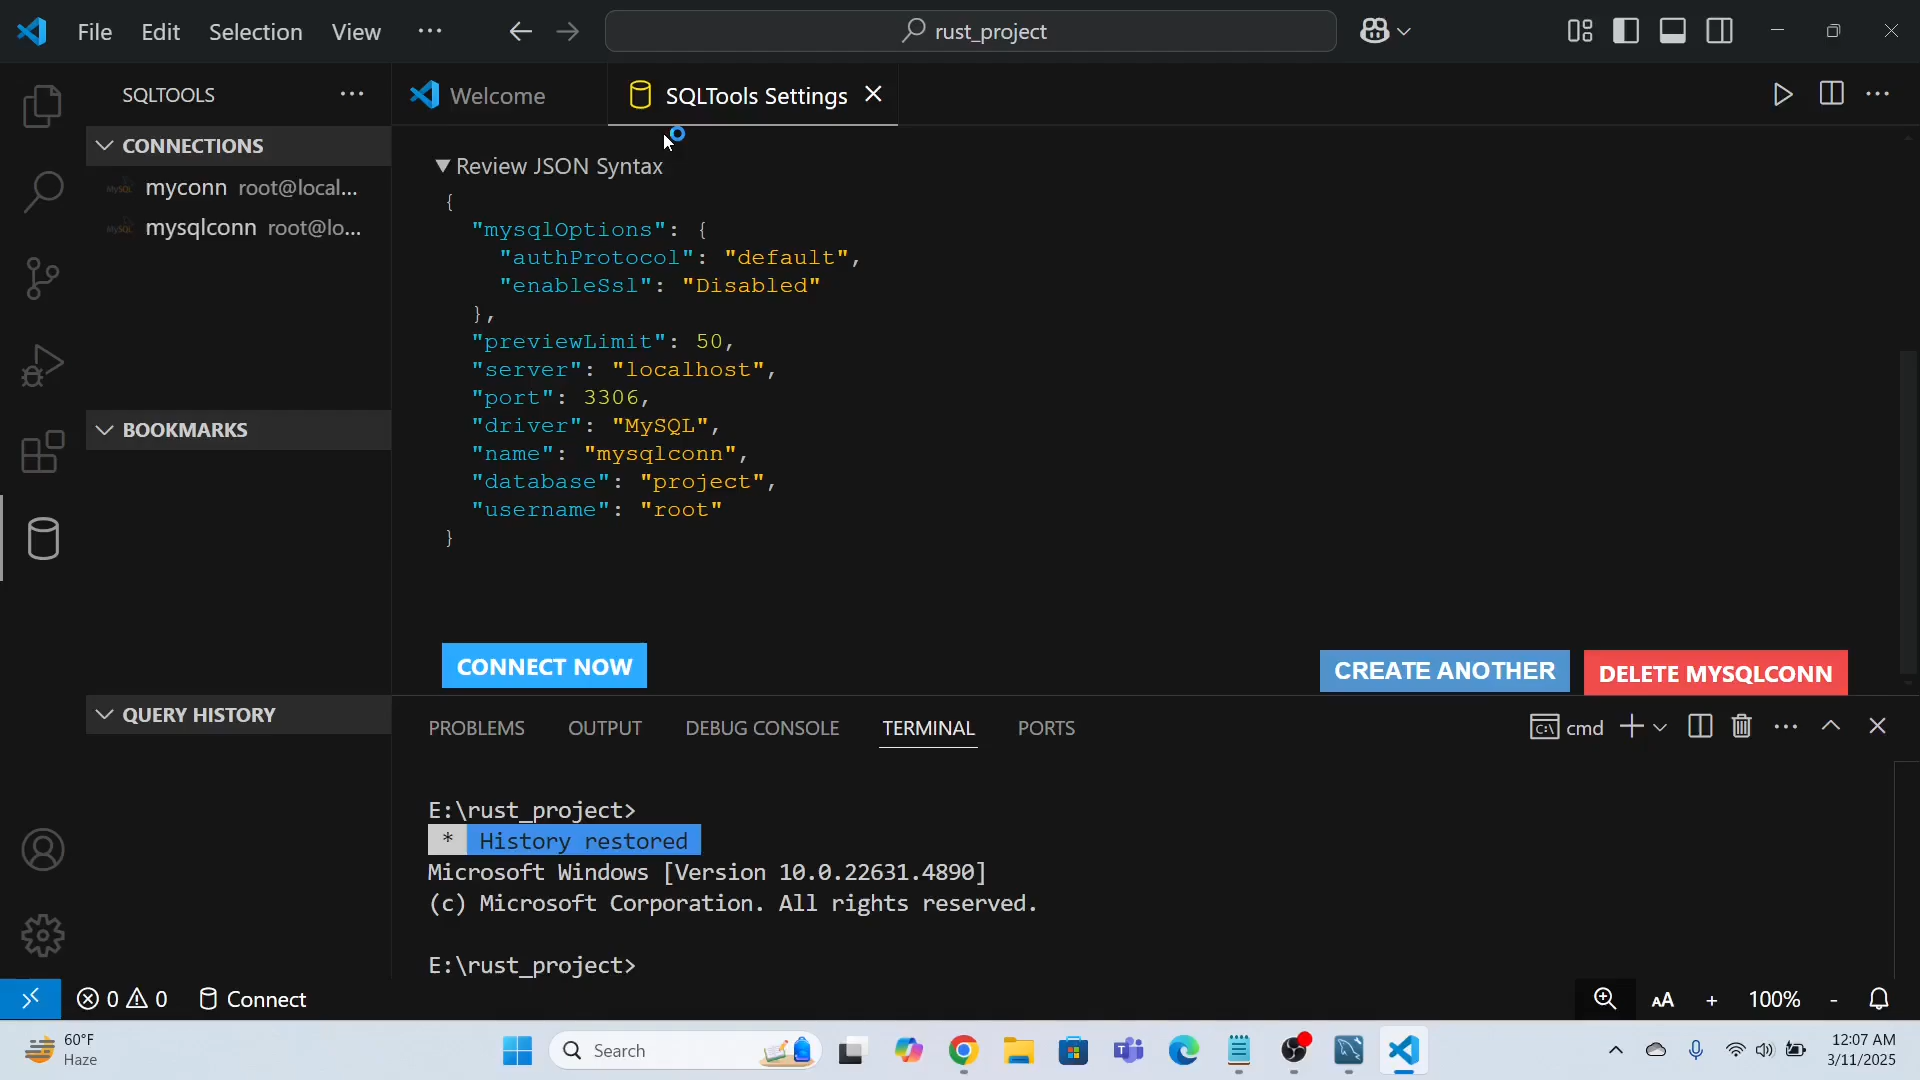 File Edit Selection View ···
rust_project
SQLTOOLS
CONNECTIONS
myconn root@local...
mysqlconn root@lo...
BOOKMARKS
QUERY HISTORY
Welcome
SQLTools Settings
Review JSON Syntax
{
"mysqlOptions": {
"authProtocol": "default",
"enableSsl": "Disabled"
},
"previewLimit": 50,
"server": "localhost",
"port": 3306,
"driver": "MySQL",
"name": "mysqlconn",
"database": "project",
"username": "root"
}
CONNECT NOW
CREATE ANOTHER
DELETE MYSQLCONN
PROBLEMS OUTPUT DEBUG CONSOLE TERMINAL PORTS
cmd
E:\rust_project>
* History restored
Microsoft Windows [Version 10.0.22631.4890]
(c) Microsoft Corporation. All rights reserved.
E:\rust_project>
0 0 Connect
AA + 100% -
60°F
Haze
Search
12:07 AM
3/11/2025